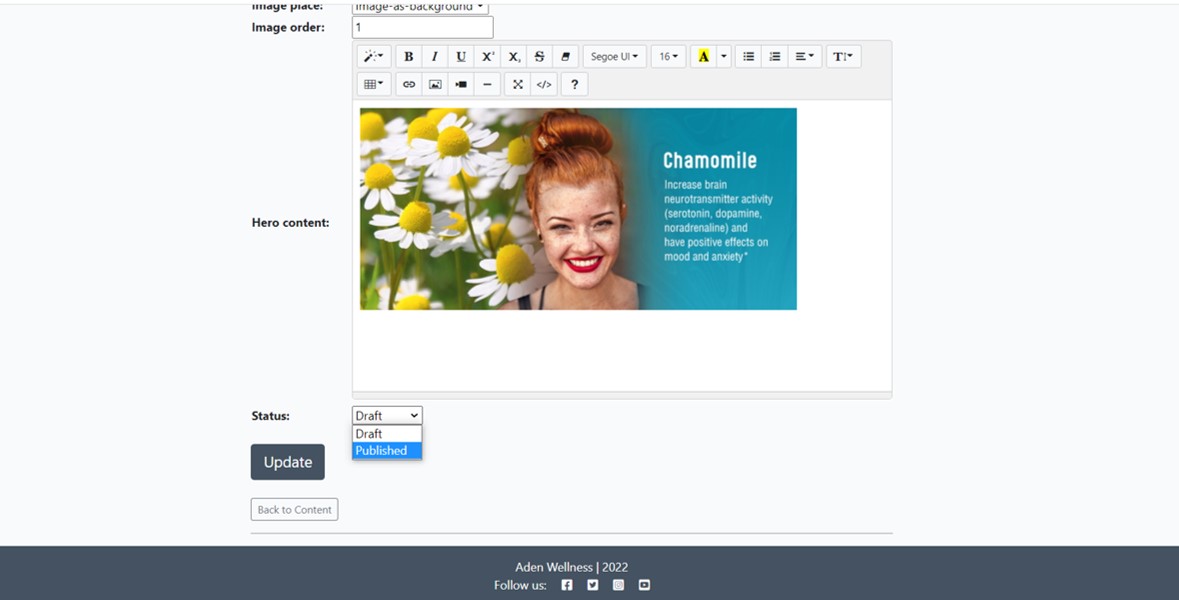 Image place: image-as-background
Image order: 1
B I U X² X₂ S Segoe UI 16 A T
</> ?
Chamomile
Increase brain
neurotransmitter activity
(serotonin, dopamine,
noradrenaline) and
have positive effects on
mood and anxiety*
Hero content:
Status: Draft
Draft
Published
Update
Back to Content
Aden Wellness | 2022
Follow us: